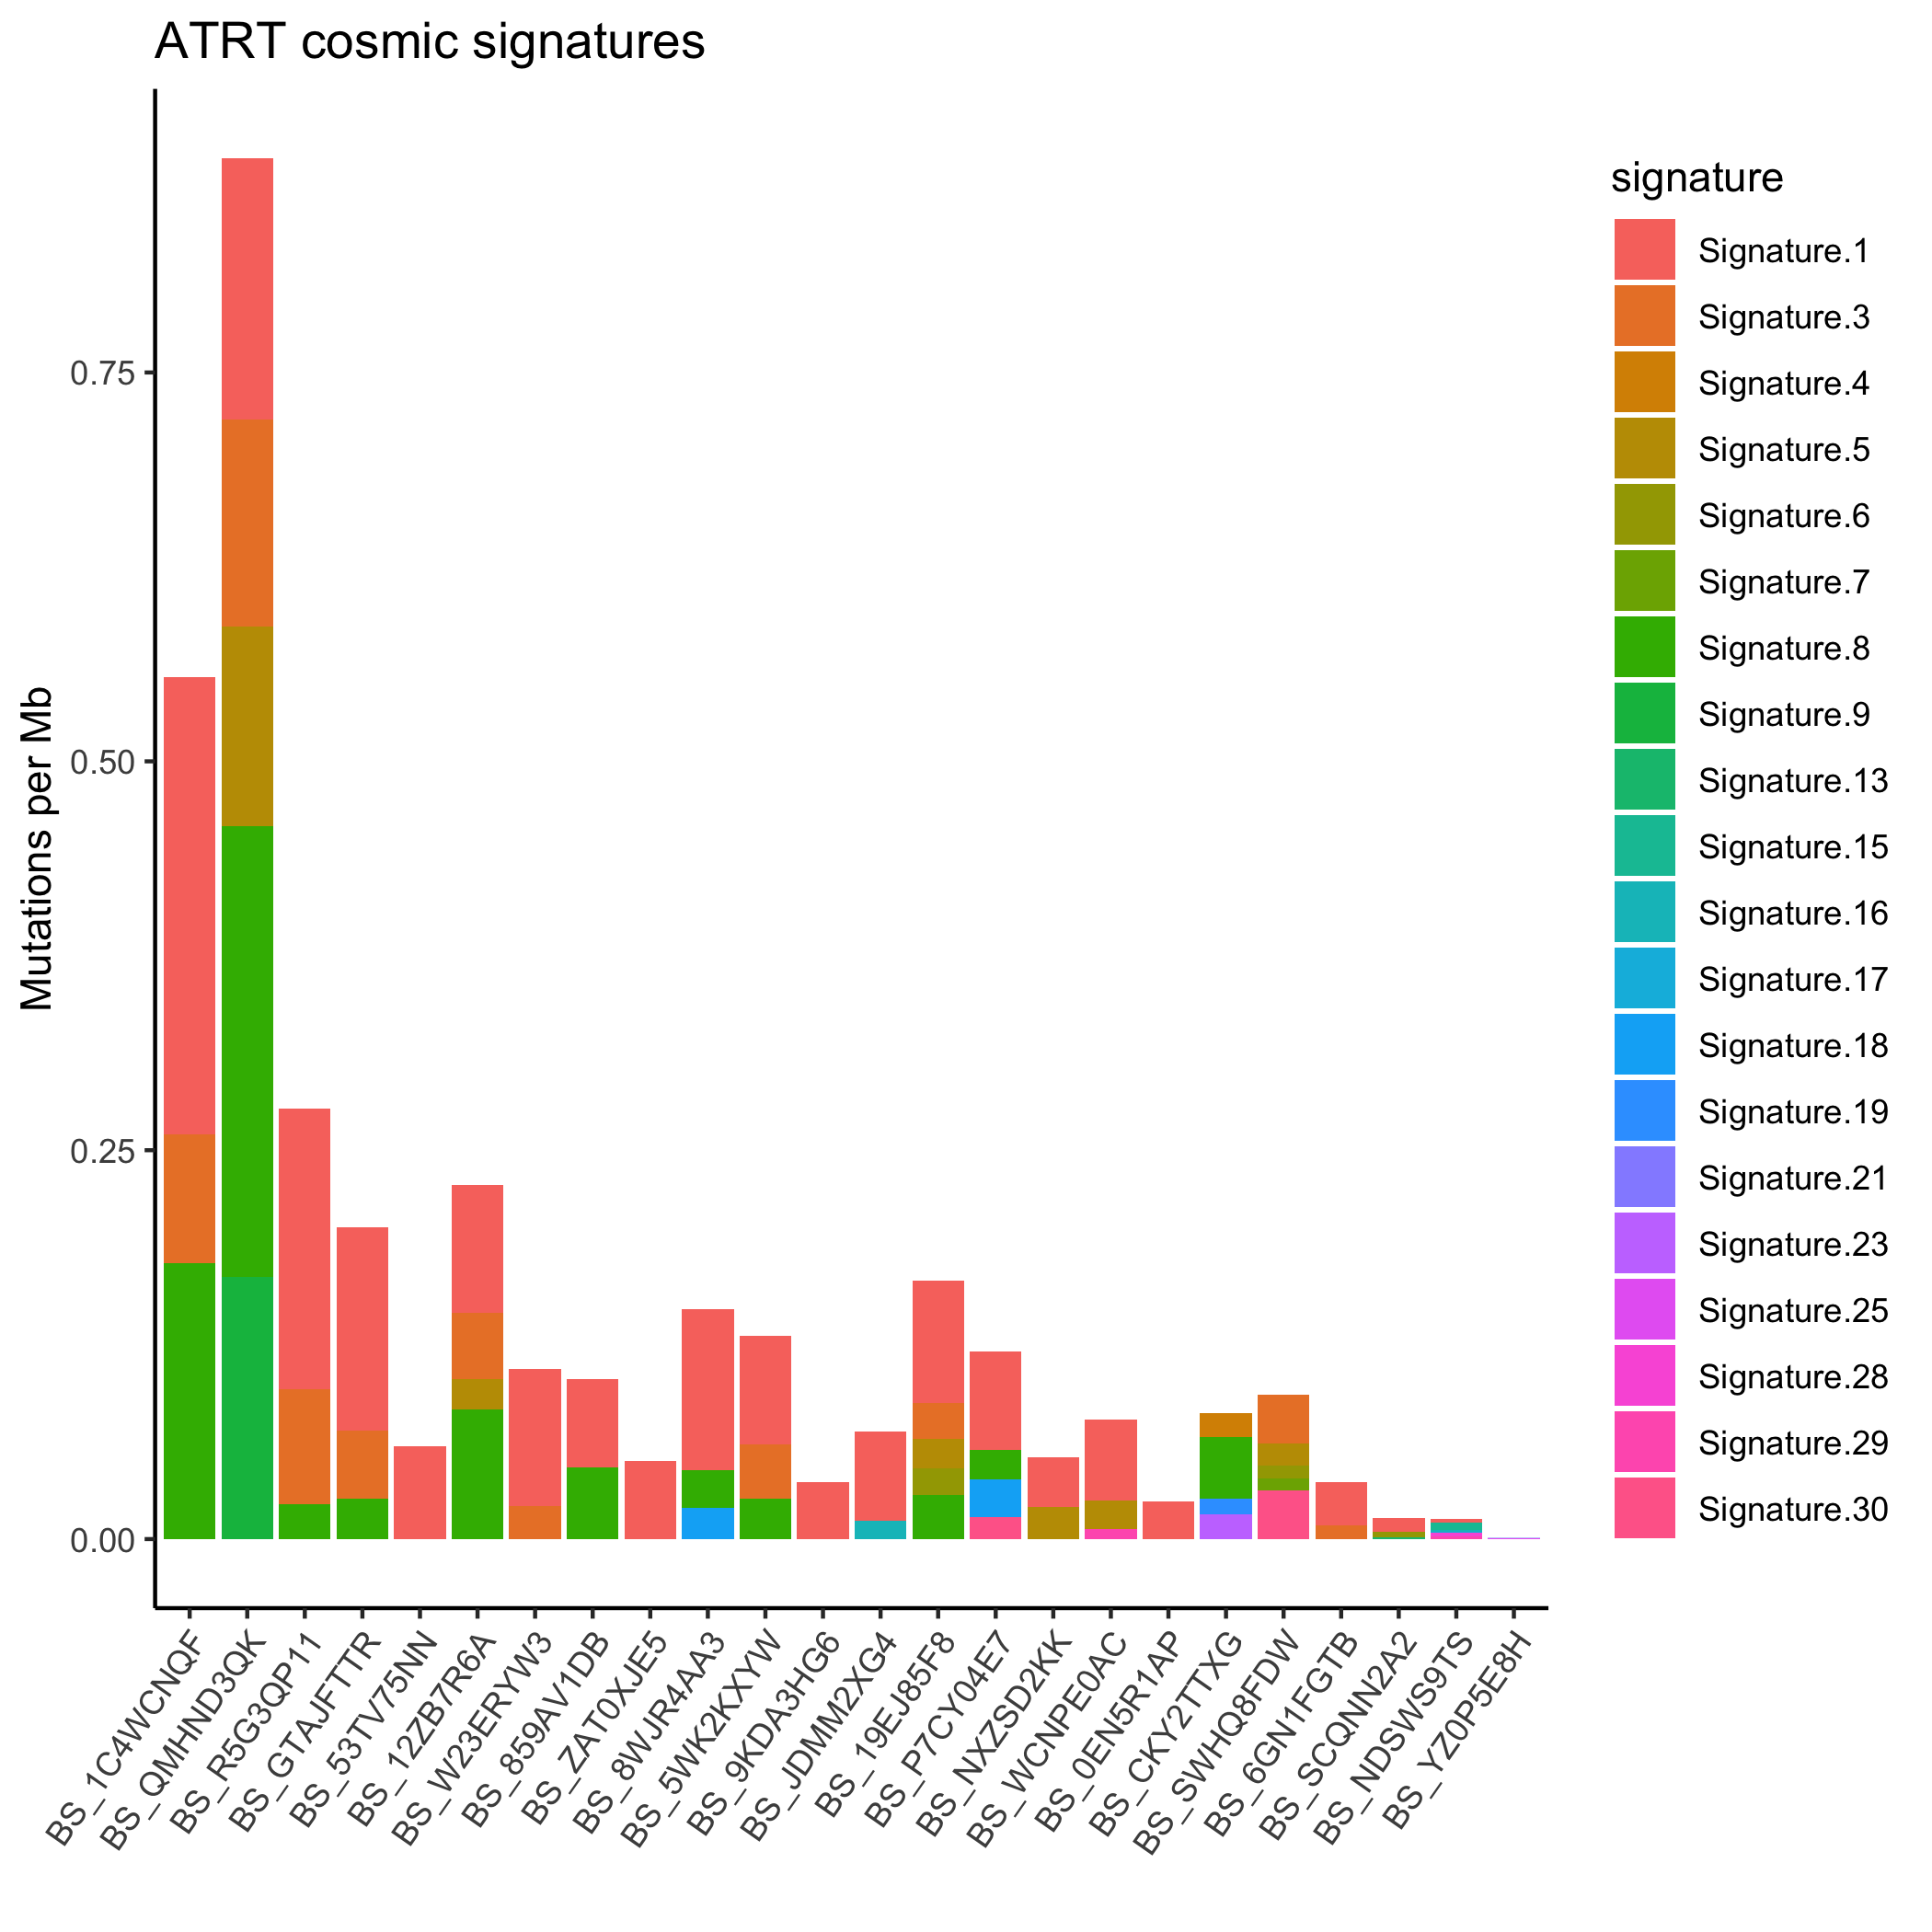 ATRT cosmic signatures
Mutations per Mb
0.75
0.50
0.25
0.00
BS_1C4WCNQF
BS_QMHND3QK
BS_R5G3QP11
BS_GTAJFTTR
BS_53TV75NN
BS_12ZB7R6A
BS_W23ERYW3
BS_859AV1DB
BS_ZAT0XJE5
BS_8WJR4AA3
BS_5WK2KXYW
BS_9KDA3HG6
BS_JDMM2XG4
BS_19EJ85F8
BS_P7CY04E7
BS_NXZSD2KK
BS_WCNPE0AC
BS_0EN5R1AP
BS_CKY2TTXG
BS_SWHQ8FDW
BS_6GN1FGTB
BS_SCQNN2A2
BS_NDSWS9TS
BS_YZ0P5E8H
signature
Signature.1
Signature.3
Signature.4
Signature.5
Signature.6
Signature.7
Signature.8
Signature.9
Signature.13
Signature.15
Signature.16
Signature.17
Signature.18
Signature.19
Signature.21
Signature.23
Signature.25
Signature.28
Signature.29
Signature.30